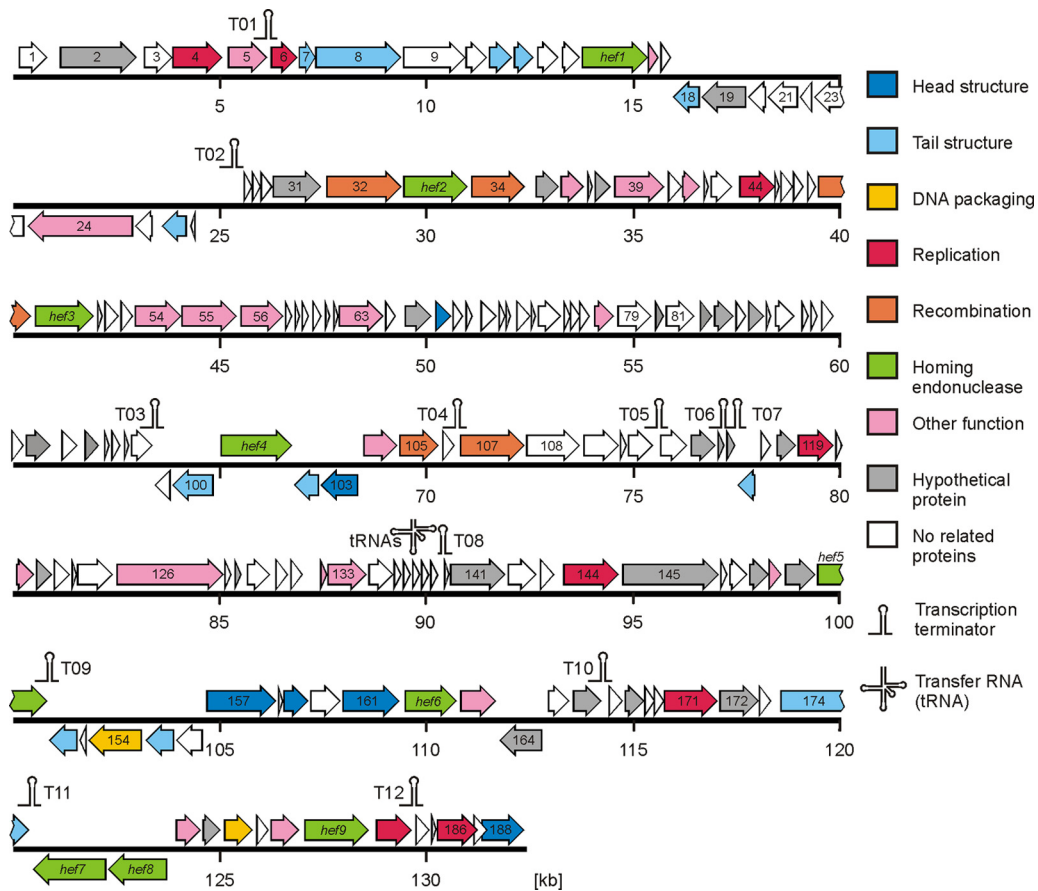 T01
1 2 3 4 5 6 7 8 9 hef1
5 10 15
18 19 21 23 20
T02
31 32 hef2 34 39 44
24
25 30 35 40
hef3 54 55 56 63 79 81
45 50 55 60
T03 T04 T05 T06 T07
hef4 105 107 108 119
100 103
70 75 80
tRNAs T08
hef5
126 133 141 144 145
85 90 95 100
T09 T10
157 161 hef6 171 172 174
154 164
105 110 115 120
T11 T12
hef9 186 188
hef7 hef8
125 130 [kb]
Head structure
Tail structure
DNA packaging
Replication
Recombination
Homing
endonuclease
Other function
Hypothetical
protein
No related
proteins
Transcription
terminator
Transfer RNA
(tRNA)